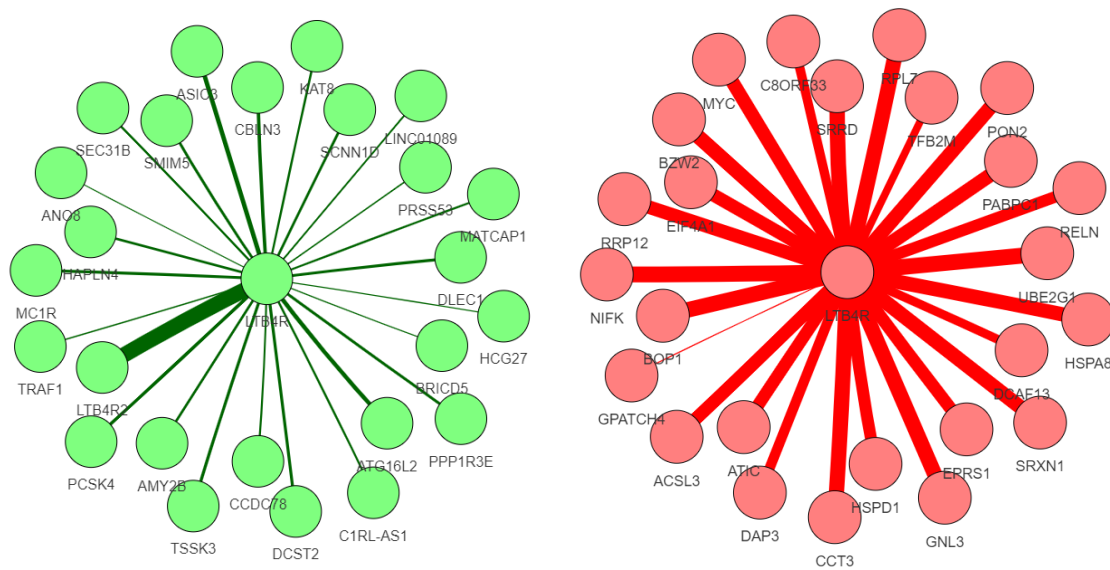 ASIC3
KAT8
SEC31B
SMIM5
CBLN3
SCNN1D
LINC01089
ANO8
PRSS53
MATCAP1
HAPLN4
MC1R
LTB4R
DLEC1
TRAF1
HCG27
LTB4R2
BRICD5
PCSK4
AMY2B
CCDC78
ATG16L2
PPP1R3E
TSSK3
DCST2
C1RL-AS1
MYC
C8ORF33
RPL7
BZW2
SRRD
TFB2M
PON2
RRP12
EIF4A1
PABPC1
RELN
NIFK
BOP1
LTB4R
UBE2G1
GPATCH4
DCAF13
HSPA8
ACSL3
ATIC
HSPD1
EPRS1
SRXN1
DAP3
CCT3
GNL3